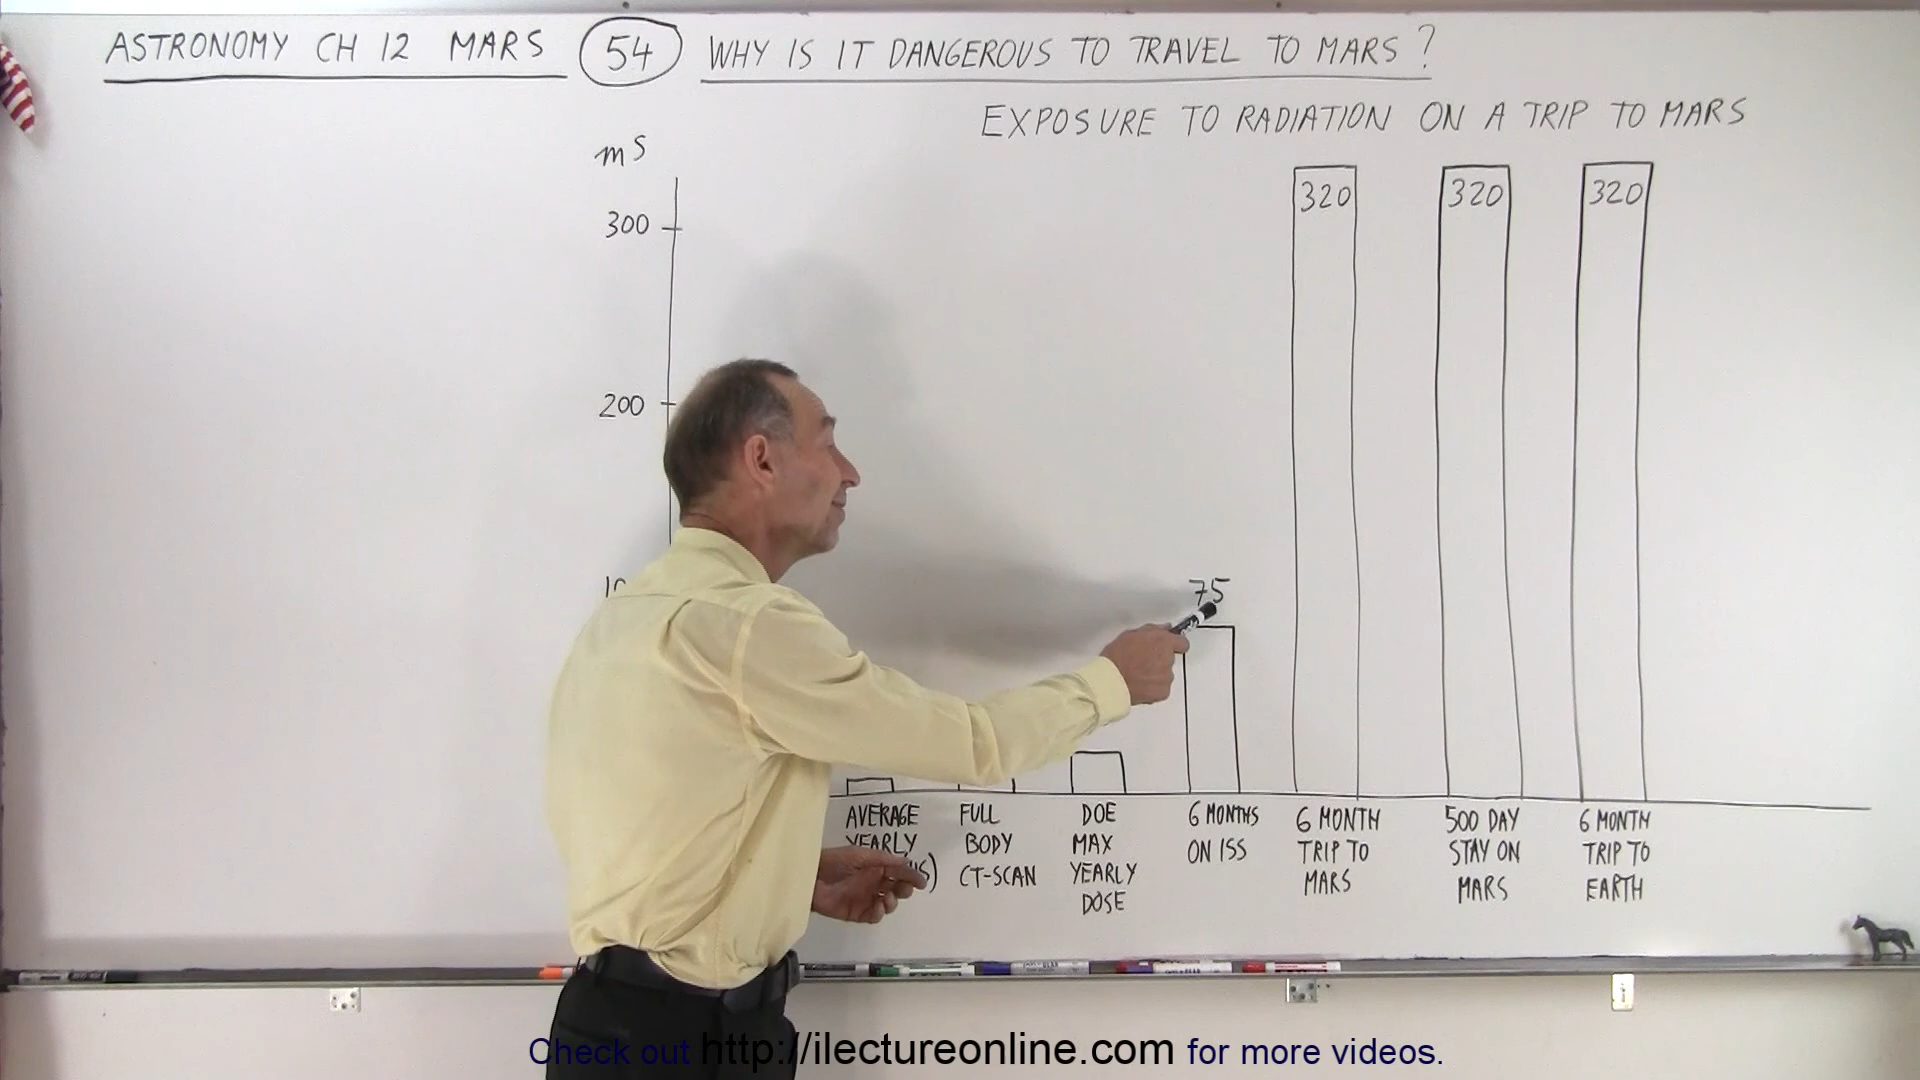 ASTRONOMY CH 12 MARS 54 WHY IS IT DANGEROUS TO TRAVEL TO MARS?
EXPOSURE TO RADIATION ON A TRIP TO MARS
mS
300
200
75
320
320
320
AVERAGE
YEARLY
FULL
BODY
CT-SCAN
DOE
MAX
YEARLY
DOSE
6 MONTHS
ON ISS
6 MONTH
TRIP TO
MARS
500 DAY
STAY ON
MARS
6 MONTH
TRIP TO
EARTH
Check out http://ilectureonline.com for more videos.